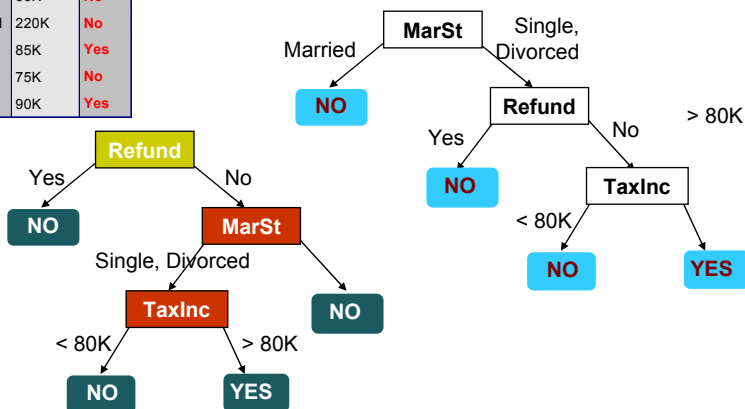 220K No
85K Yes
75K No
90K Yes
MarSt
Married
Single,
Divorced
NO
Refund
Yes
No
> 80K
NO
TaxInc
< 80K
NO
YES
Refund
Yes
No
NO
MarSt
Single, Divorced
TaxInc
NO
< 80K
> 80K
NO
YES